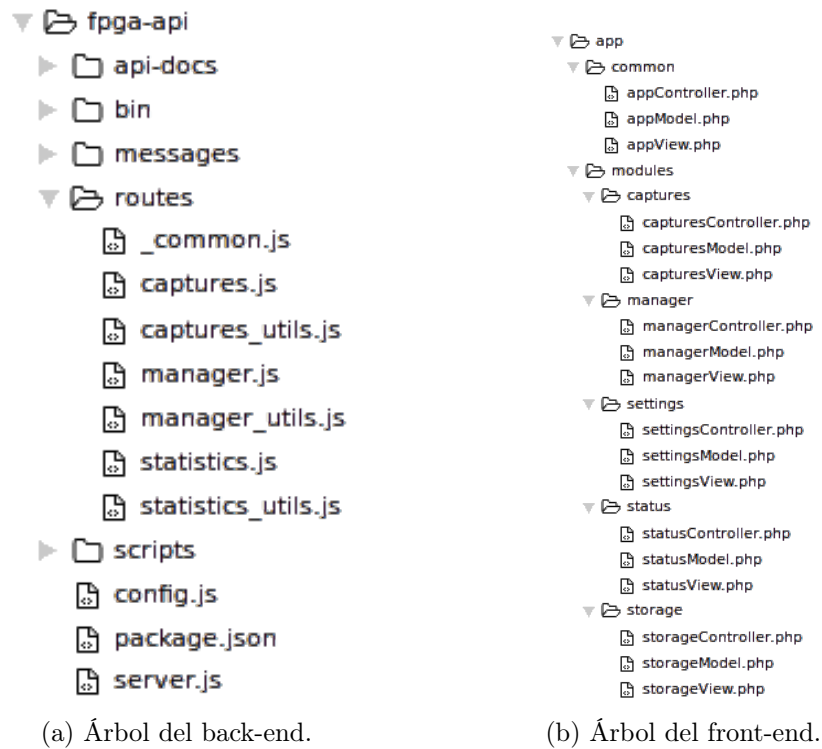 fpga-api
api-docs
bin
messages
routes
_common.js
captures.js
captures_utils.js
manager.js
manager_utils.js
statistics.js
statistics_utils.js
scripts
config.js
package.json
server.js
(a) Árbol del back-end.
app
common
appController.php
appModel.php
appView.php
modules
captures
capturesController.php
capturesModel.php
capturesView.php
manager
managerController.php
managerModel.php
managerView.php
settings
settingsController.php
settingsModel.php
settingsView.php
status
statusController.php
statusModel.php
statusView.php
storage
storageController.php
storageModel.php
storageView.php
(b) Árbol del front-end.